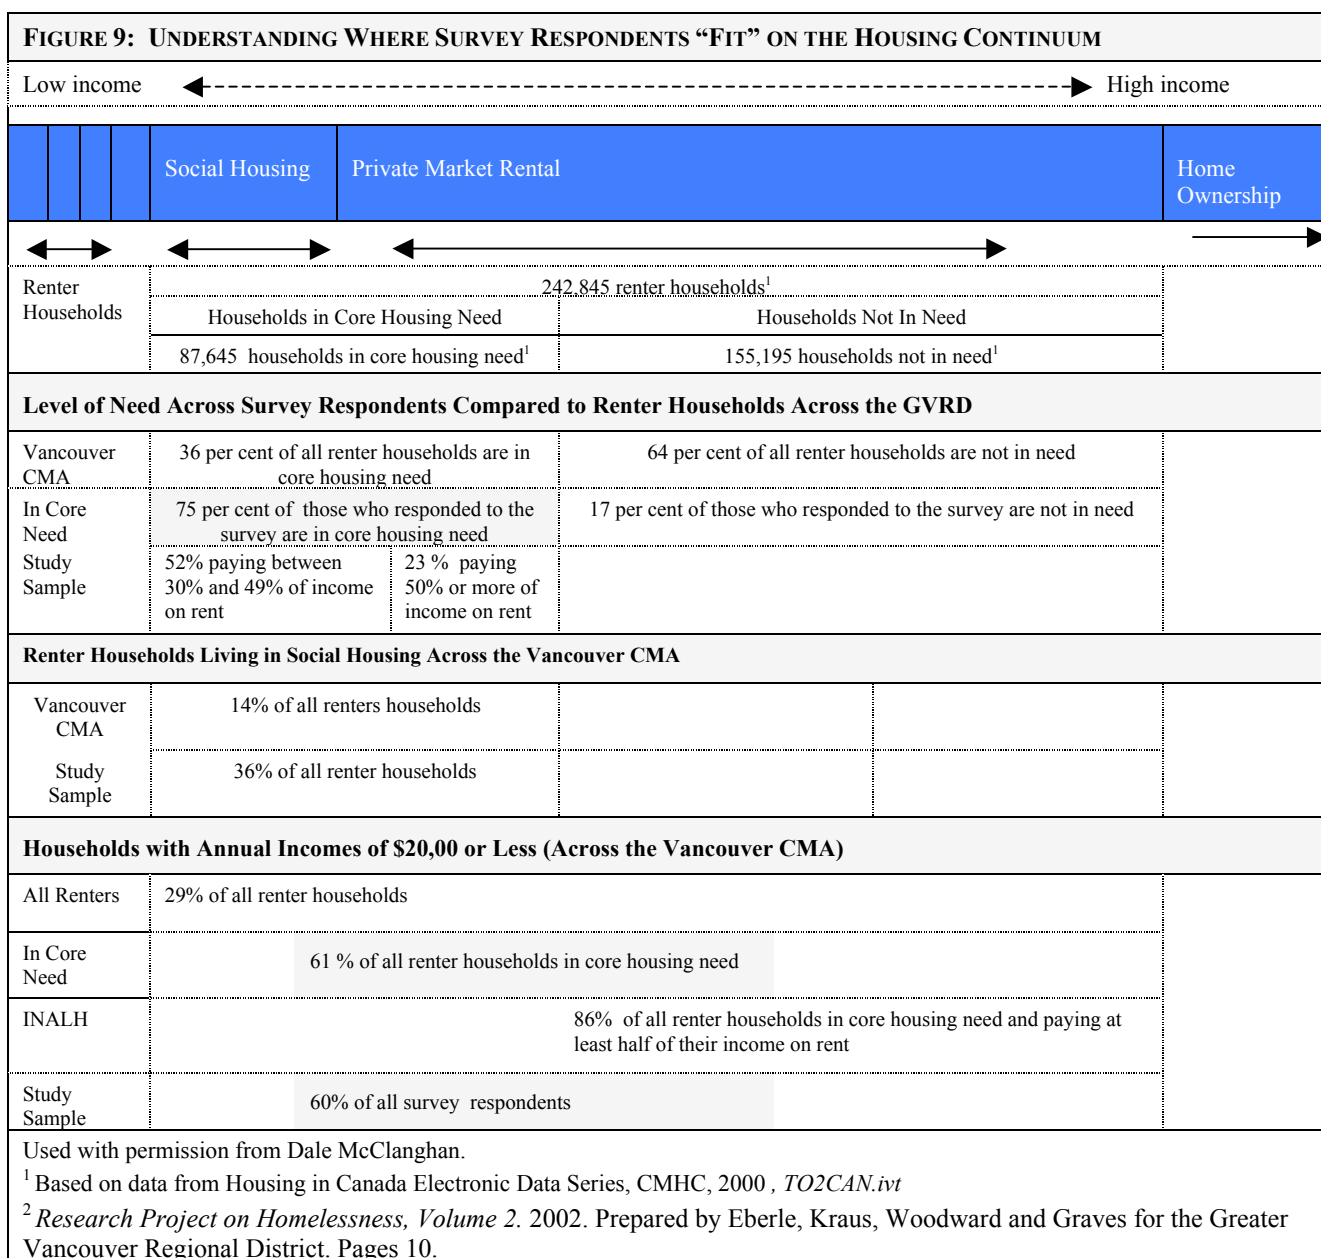 FIGURE 9: UNDERSTANDING WHERE SURVEY RESPONDENTS “FIT” ON THE HOUSING CONTINUUM
Low income
High income
Social Housing
Private Market Rental
Home
Ownership
Renter
Households
242,845 renter households1
Households in Core Housing Need
Households Not In Need
87,645 households in core housing need1
155,195 households not in need1
Level of Need Across Survey Respondents Compared to Renter Households Across the GVRD
Vancouver
CMA
36 per cent of all renter households are in
core housing need
64 per cent of all renter households are not in need
In Core
Need
75 per cent of those who responded to the
survey are in core housing need
17 per cent of those who responded to the survey are not in need
Study
Sample
52% paying between
30% and 49% of income
on rent
23 % paying
50% or more of
income on rent
Renter Households Living in Social Housing Across the Vancouver CMA
Vancouver
CMA
14% of all renters households
Study
Sample
36% of all renter households
Households with Annual Incomes of $20,00 or Less (Across the Vancouver CMA)
All Renters
29% of all renter households
In Core
Need
61 % of all renter households in core housing need
INALH
86% of all renter households in core housing need and paying at
least half of their income on rent
Study
Sample
60% of all survey respondents
Used with permission from Dale McClanghan.
1 Based on data from Housing in Canada Electronic Data Series, CMHC, 2000 , TO2CAN.ivt
2 Research Project on Homelessness, Volume 2. 2002. Prepared by Eberle, Kraus, Woodward and Graves for the Greater
Vancouver Regional District. Pages 10.